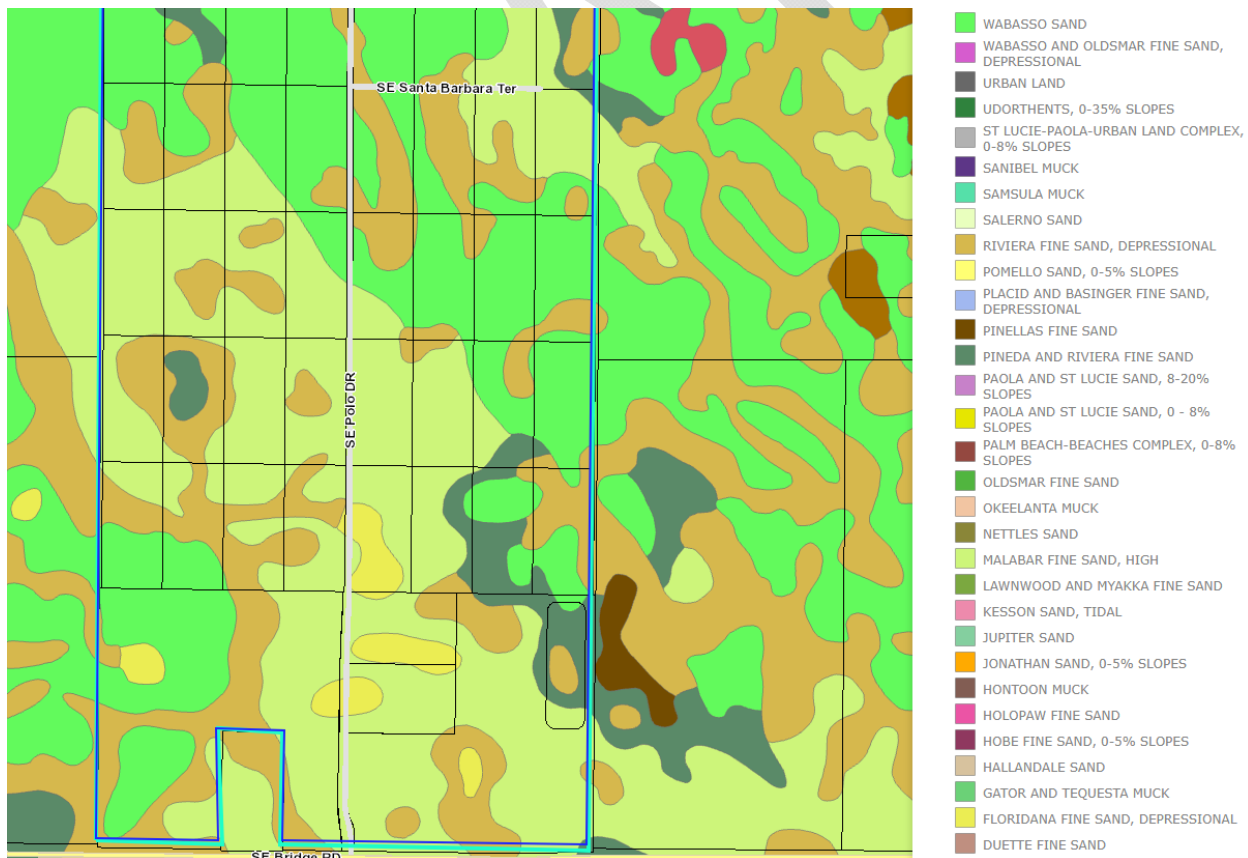 SE Santa Barbara Ter
SE Polo DR
SE Bridge RD
WABASSO SAND
WABASSO AND OLDSMAR FINE SAND,
DEPRESSIONAL
URBAN LAND
UDORTHENTS, 0-35% SLOPES
ST LUCIE-PAOLA-URBAN LAND COMPLEX,
0-8% SLOPES
SANIBEL MUCK
SAMSULA MUCK
SALERNO SAND
RIVIERA FINE SAND, DEPRESSIONAL
POMELLO SAND, 0-5% SLOPES
PLACID AND BASINGER FINE SAND,
DEPRESSIONAL
PINELLAS FINE SAND
PINEDA AND RIVIERA FINE SAND
PAOLA AND ST LUCIE SAND, 8-20%
SLOPES
PAOLA AND ST LUCIE SAND, 0 - 8%
SLOPES
PALM BEACH-BEACHES COMPLEX, 0-8%
SLOPES
OLDSMAR FINE SAND
OKEELANTA MUCK
NETTLES SAND
MALABAR FINE SAND, HIGH
LAWNWOOD AND MYAKKA FINE SAND
KESSON SAND, TIDAL
JUPITER SAND
JONATHAN SAND, 0-5% SLOPES
HONTOON MUCK
HOLOPAW FINE SAND
HOBE FINE SAND, 0-5% SLOPES
HALLANDALE SAND
GATOR AND TEQUESTA MUCK
FLORIDANA FINE SAND, DEPRESSIONAL
DUETTE FINE SAND